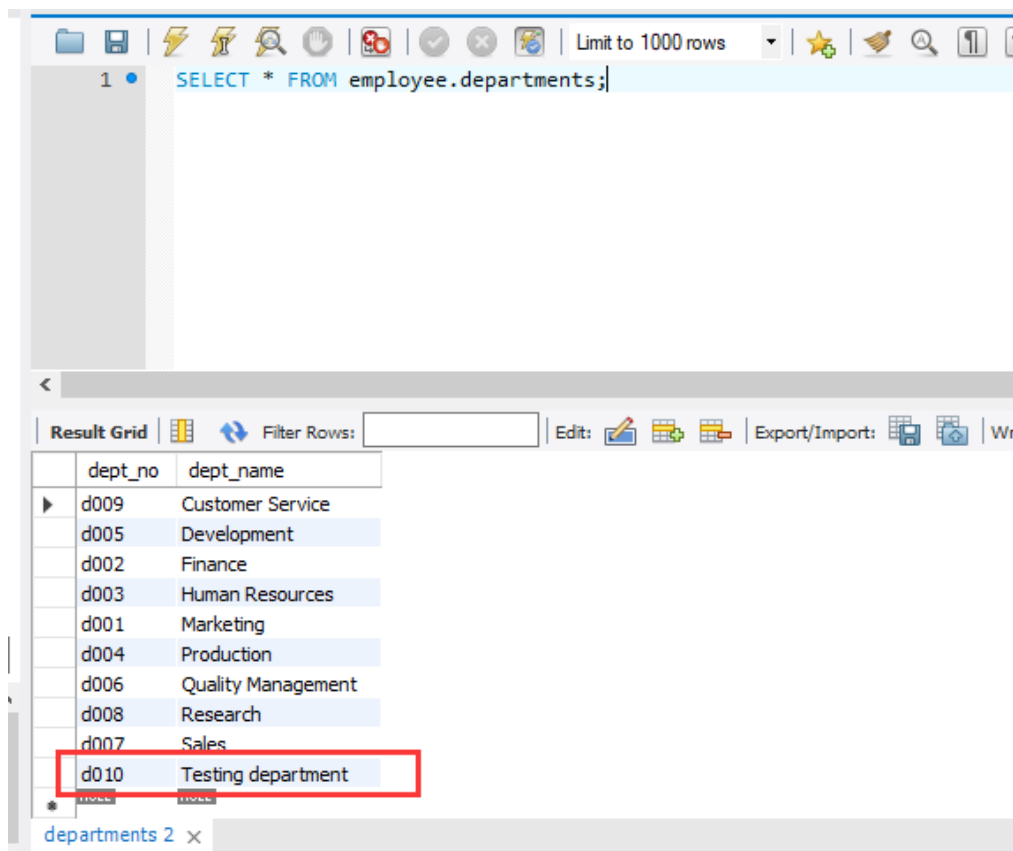 Limit to 1000 rows
1 SELECT * FROM employee.departments;
Result Grid Filter Rows: Edit: Export/Import:
dept_no dept_name
d009 Customer Service
d005 Development
d002 Finance
d003 Human Resources
d001 Marketing
d004 Production
d006 Quality Management
d008 Research
d007 Sales
d010 Testing department
departments 2